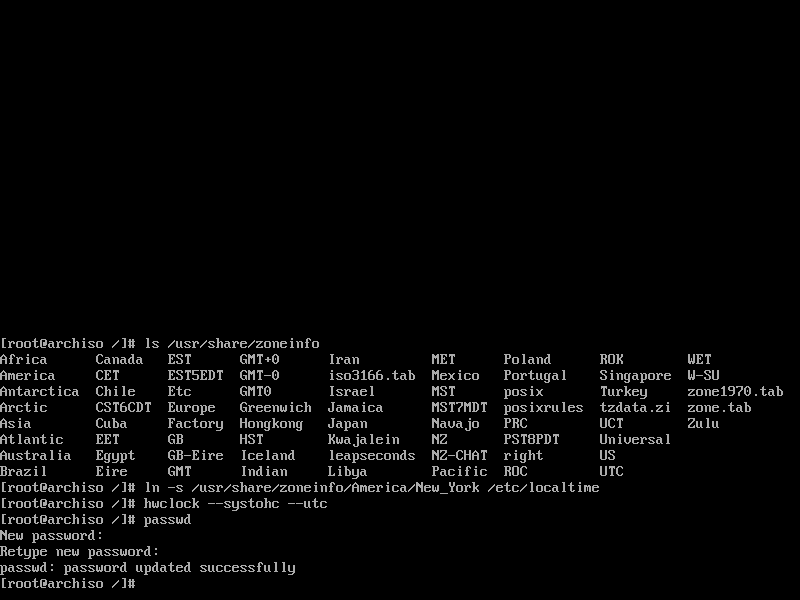 [root@archiso /]# ls /usr/share/zoneinfo
Africa      Canada   EST      GMT+0      Iran         MET      Poland      ROK        WET
America     CET      EST5EDT  GMT-0      iso3166.tab  Mexico   Portugal    Singapore  W-SU
Antarctica  Chile    Etc      GMT0       Israel       MST      posix       Turkey     zone1970.tab
Arctic      CST6CDT  Europe   Greenwich  Jamaica      MST7MDT  posixrules  tzdata.zi  zone.tab
Asia        Cuba     Factory  Hongkong   Japan        Navajo   PRC         UCT        Zulu
Atlantic    EET      GB       HST        Kwajalein    NZ       PST8PDT     Universal
Australia   Egypt    GB-Eire  Iceland    leapseconds  NZ-CHAT  right       US
Brazil      Eire     GMT      Indian     Libya        Pacific  ROC         UTC
[root@archiso /]# ln -s /usr/share/zoneinfo/America/New_York /etc/localtime
[root@archiso /]# hwclock --systohc --utc
[root@archiso /]# passwd
New password:
Retype new password:
passwd: password updated successfully
[root@archiso /]#